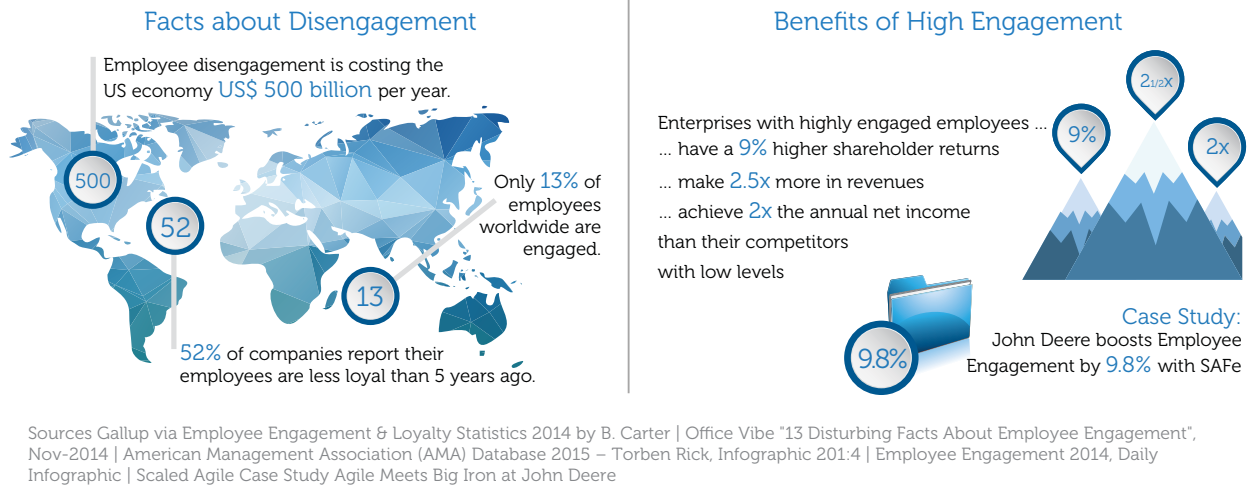 Facts about Disengagement
Employee disengagement is costing the
US economy US$ 500 billion per year.
500
52
Only 13% of
employees
worldwide are
engaged.
13
52% of companies report their
employees are less loyal than 5 years ago.
Benefits of High Engagement
2 1/2x
9%
2x
Enterprises with highly engaged employees ...
... have a 9% higher shareholder returns
... make 2.5x more in revenues
... achieve 2x the annual net income
than their competitors
with low levels
9.8%
Case Study:
John Deere boosts Employee
Engagement by 9.8% with SAFe
Sources Gallup via Employee Engagement & Loyalty Statistics 2014 by B. Carter | Office Vibe "13 Disturbing Facts About Employee Engagement",
Nov-2014 | American Management Association (AMA) Database 2015 – Torben Rick, Infographic 201:4 | Employee Engagement 2014, Daily
Infographic | Scaled Agile Case Study Agile Meets Big Iron at John Deere